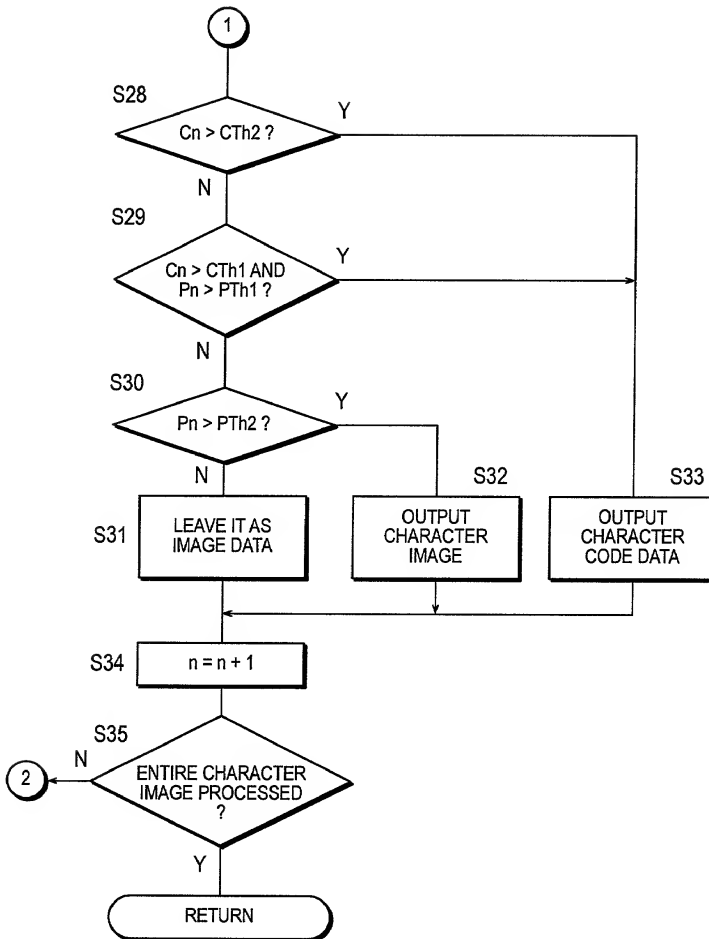 1
S28
Cn > CTh2 ?
Y
N
S29
Cn > CTh1 AND
Pn > PTh1 ?
Y
N
S30
Pn > PTh2 ?
Y
N
S31
LEAVE IT AS
IMAGE DATA
S32
OUTPUT
CHARACTER
IMAGE
S33
OUTPUT
CHARACTER
CODE DATA
S34
n = n + 1
S35
N
2
ENTIRE CHARACTER
IMAGE PROCESSED
?
Y
RETURN